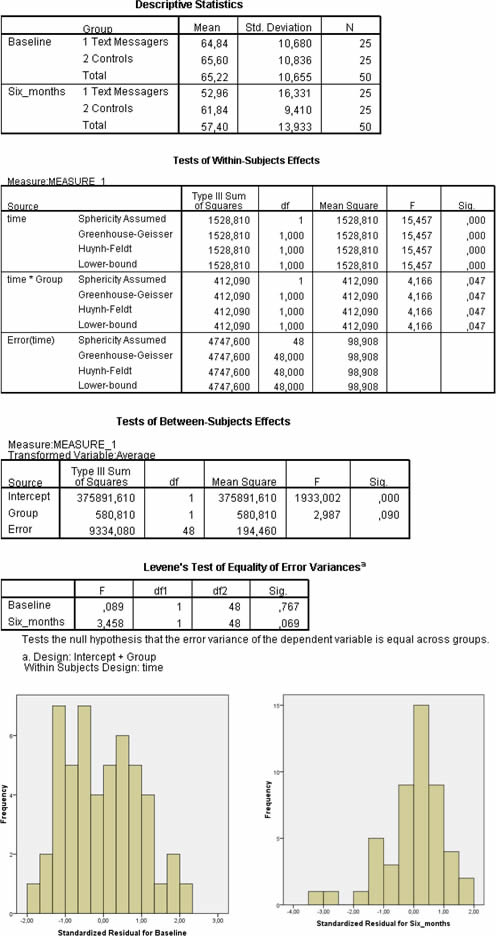 Descriptive Statistics
Group Mean Std. Deviation N
Baseline 1 Text Messagers 64,84 10,680 25
2 Controls 65,60 10,836 25
Total 65,22 10,655 50
Six_months 1 Text Messagers 52,96 16,331 25
2 Controls 61,84 9,410 25
Total 57,40 13,933 50
Tests of Within-Subjects Effects
Measure:MEASURE_1
Source Type III Sum of Squares df Mean Square F Sig.
time Sphericity Assumed 1528,810 1 1528,810 15,457 ,000
Greenhouse-Geisser 1528,810 1,000 1528,810 15,457 ,000
Huynh-Feldt 1528,810 1,000 1528,810 15,457 ,000
Lower-bound 1528,810 1,000 1528,810 15,457 ,000
time * Group Sphericity Assumed 412,090 1 412,090 4,166 ,047
Greenhouse-Geisser 412,090 1,000 412,090 4,166 ,047
Huynh-Feldt 412,090 1,000 412,090 4,166 ,047
Lower-bound 412,090 1,000 412,090 4,166 ,047
Error(time) Sphericity Assumed 4747,600 48 98,908
Greenhouse-Geisser 4747,600 48,000 98,908
Huynh-Feldt 4747,600 48,000 98,908
Lower-bound 4747,600 48,000 98,908
Tests of Between-Subjects Effects
Measure:MEASURE_1
Transformed Variable:Average
Source Type III Sum of Squares df Mean Square F Sig.
Intercept 375891,610 1 375891,610 1933,002 ,000
Group 580,810 1 580,810 2,987 ,090
Error 9334,080 48 194,460
Levene's Test of Equality of Error Variancesa
F df1 df2 Sig.
Baseline ,089 1 48 ,767
Six_months 3,458 1 48 ,069
Tests the null hypothesis that the error variance of the dependent variable is equal across groups.
a. Design: Intercept + Group
Within Subjects Design: time
Frequency
6
4
2
0
-2,00 -1,00 0,00 1,00 2,00 3,00
Standardized Residual for Baseline
Frequency
15
10
5
0
-4,00 -3,00 -2,00 -1,00 0,00 1,00 2,00
Standardized Residual for Six_months